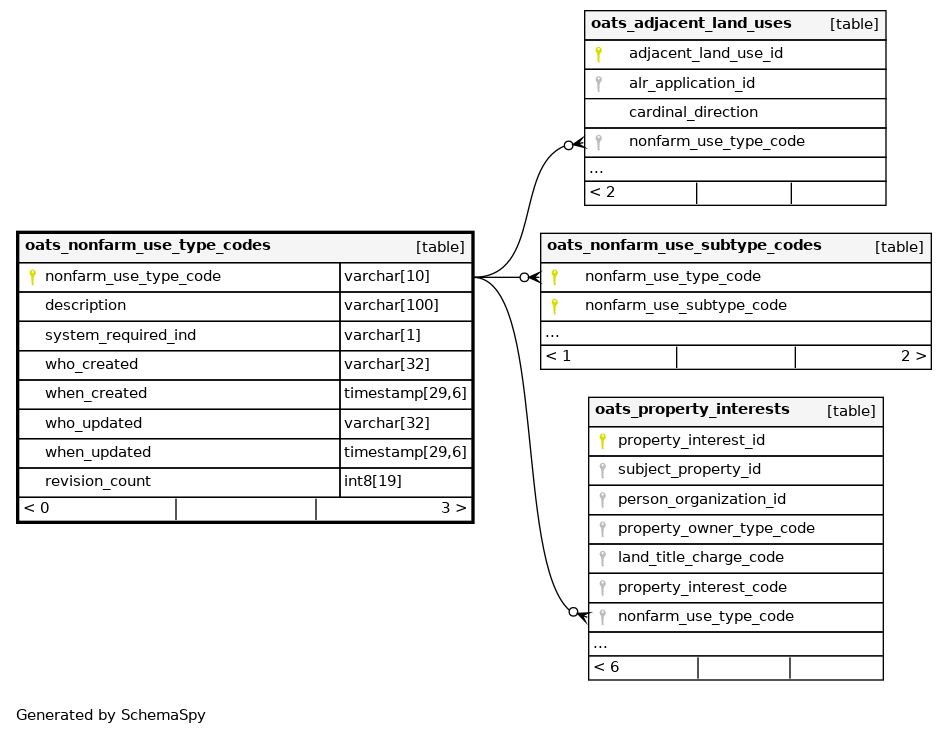 oats_adjacent_land_uses [table]
adjacent_land_use_id
alr_application_id
cardinal_direction
nonfarm_use_type_code
...
< 2
oats_nonfarm_use_type_codes [table]
nonfarm_use_type_code varchar[10]
description varchar[100]
system_required_ind varchar[1]
who_created varchar[32]
when_created timestamp[29,6]
who_updated varchar[32]
when_updated timestamp[29,6]
revision_count int8[19]
< 0 3 >
oats_nonfarm_use_subtype_codes [table]
nonfarm_use_type_code
nonfarm_use_subtype_code
...
< 1 2 >
oats_property_interests [table]
property_interest_id
subject_property_id
person_organization_id
property_owner_type_code
land_title_charge_code
property_interest_code
nonfarm_use_type_code
...
< 6
Generated by SchemaSpy